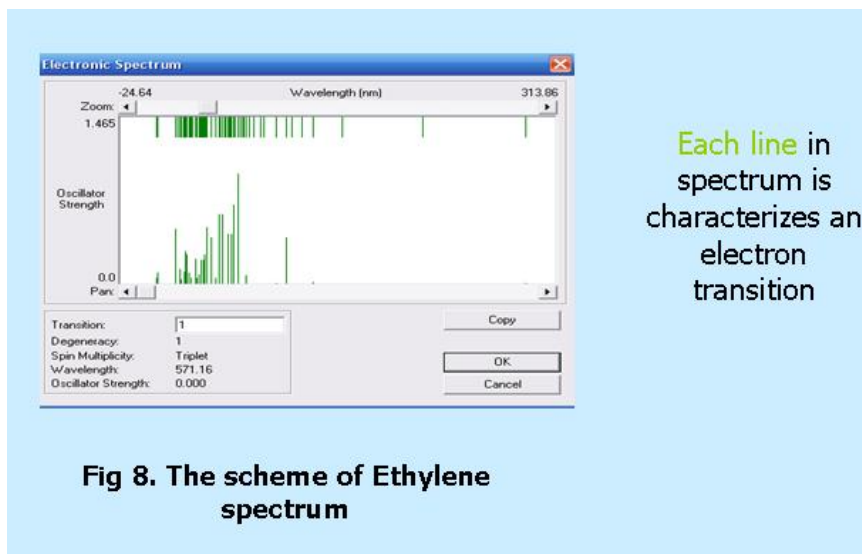 Electronic Spectrum
-24.64 Wavelength (nm) 313.86
Zoom:
1.465
Oscillator
Strength
0.0
Pan:
Transition: 1
Degeneracy: 1
Spin Multiplicity: Triplet
Wavelength: 571.16
Oscillator Strength: 0.000
Copy
OK
Cancel
Each line in
spectrum is
characterizes an
electron
transition
Fig 8. The scheme of Ethylene
spectrum